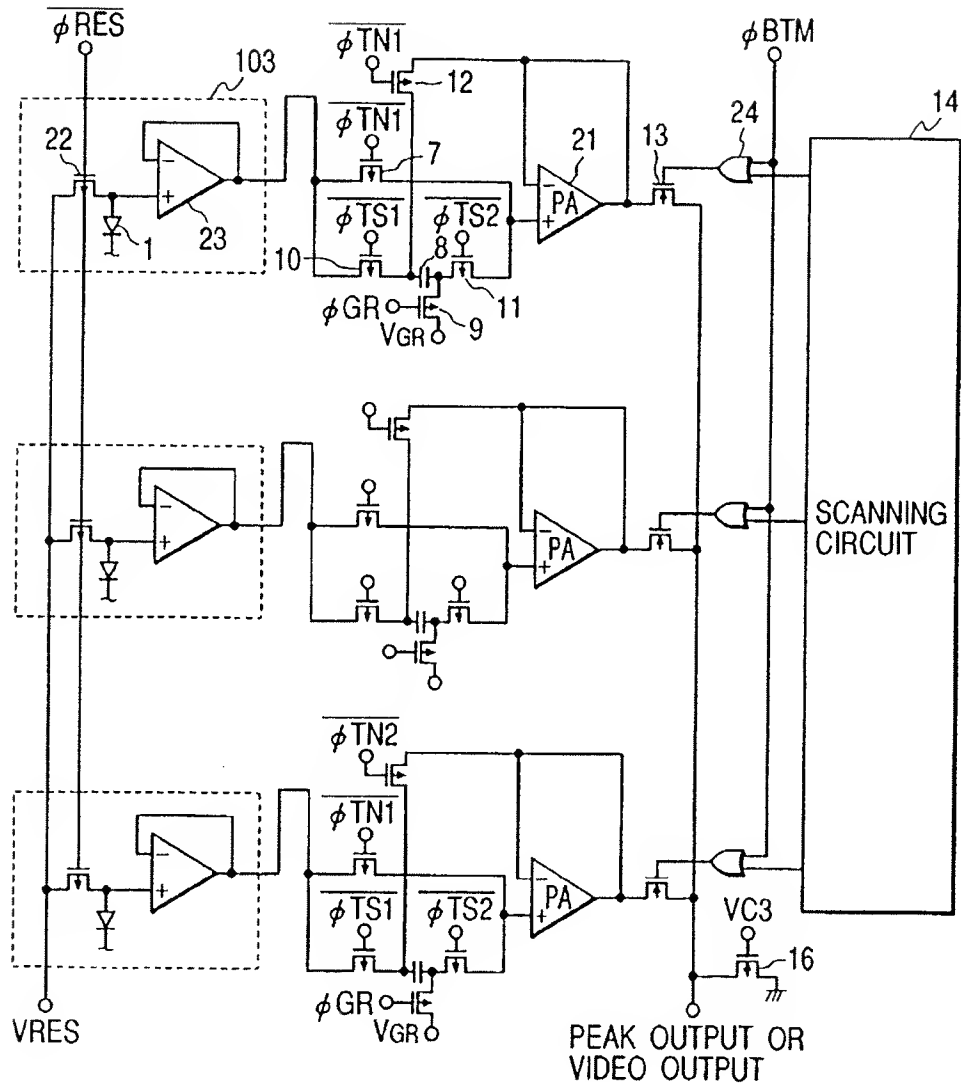 φRES
φTN1
φBTM
103
12
14
22
φTN1
21
13
24
7
− PA +
− +
φTS1
φTS2
1
23
8
10
11
φGR
9
VGR
− +
− PA +
SCANNING
CIRCUIT
φTN2
φTN1
− +
− PA +
φTS1
φTS2
VC3
16
φGR
VGR
VRES
PEAK OUTPUT OR
VIDEO OUTPUT